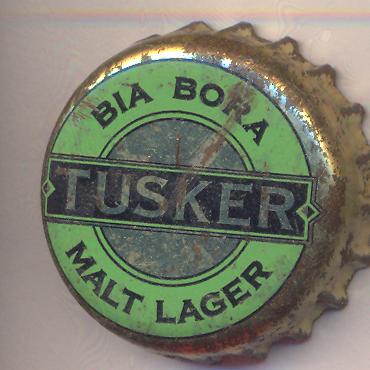 BIA BORA
TUSKER
MALT LAGER